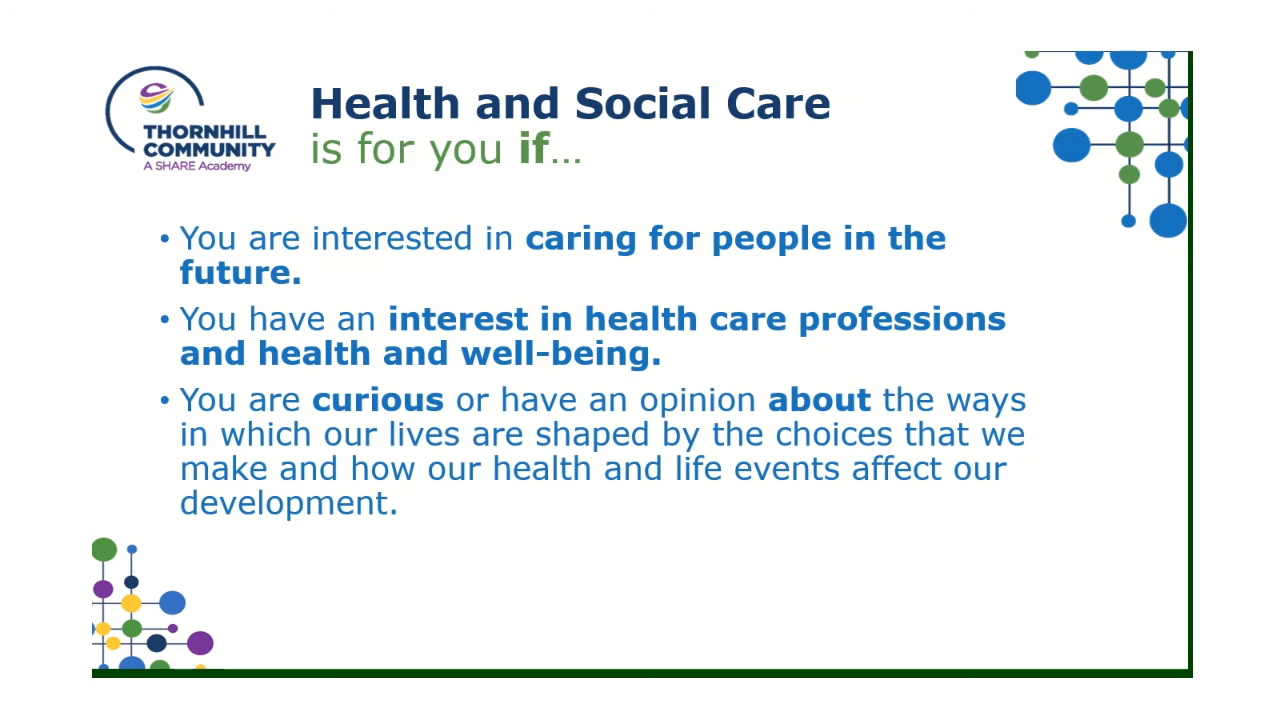 THORNHILL
COMMUNITY
A SHARE Academy
Health and Social Care
is for you if…
• You are interested in caring for people in the
future.
• You have an interest in health care professions
and health and well-being.
• You are curious or have an opinion about the ways
in which our lives are shaped by the choices that we
make and how our health and life events affect our
development.